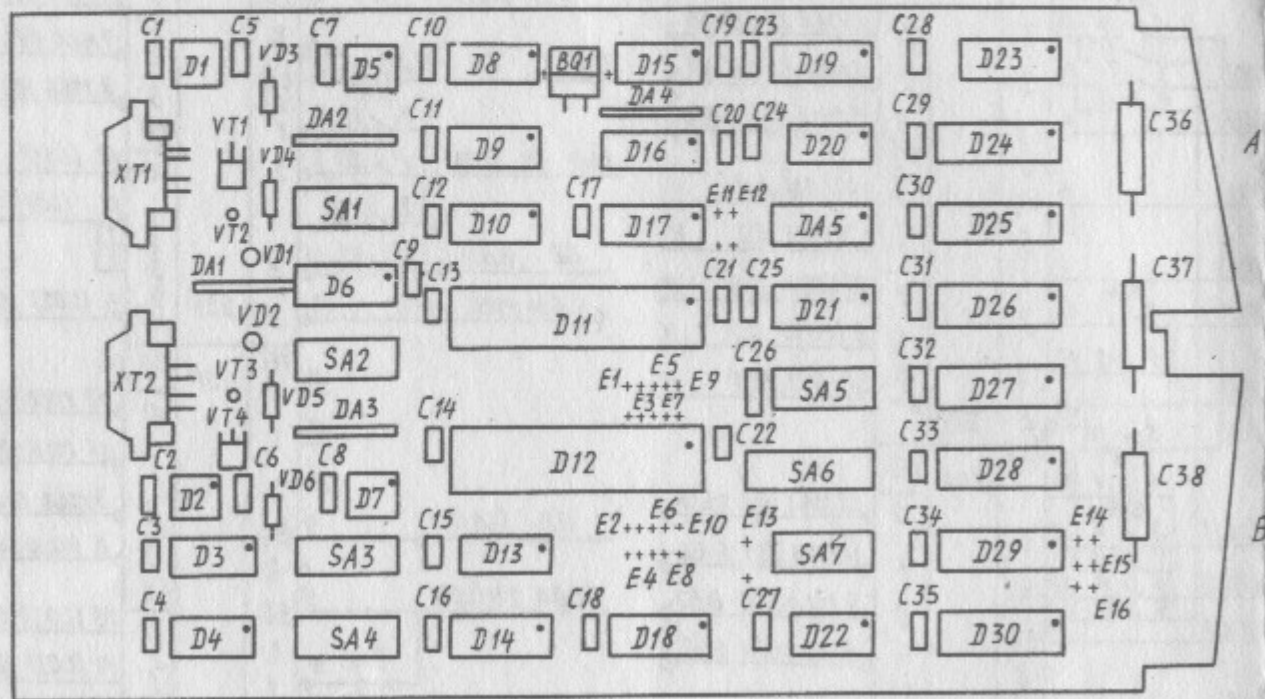 C1 C5 VD3 C7 C10 C19 C23 C28
D1 D5 D8 BQ1 D15 D19 D23
DA4
C11 C20 C24 C29 C36
VT1 DA2
XT1 VD4 D9 D16 D20 D24 A
C12 C17 E11 E12 C30
SA1 D10 D17 DA5 D25
VT2
VD1 C9
DA1 C13 C21 C25 C31 C37
D6 D11 D21 D26
VD2
SA2 E5 C26 C32
XT2 VT3 E1 E9 SA5 D27
VD5 E3 E7
VT4 DA3 C14 C22 C33
C2 C6 C8 D12 SA6 D28 C38
D2 VD6 D7
C3 C15 E2 E6 E10 E13 C34 E14
D3 SA3 D13 SA7 D29 B
E15
E4 E8
C4 C16 C18 C27 C35 E16
D4 SA4 D14 D18 D22 D30